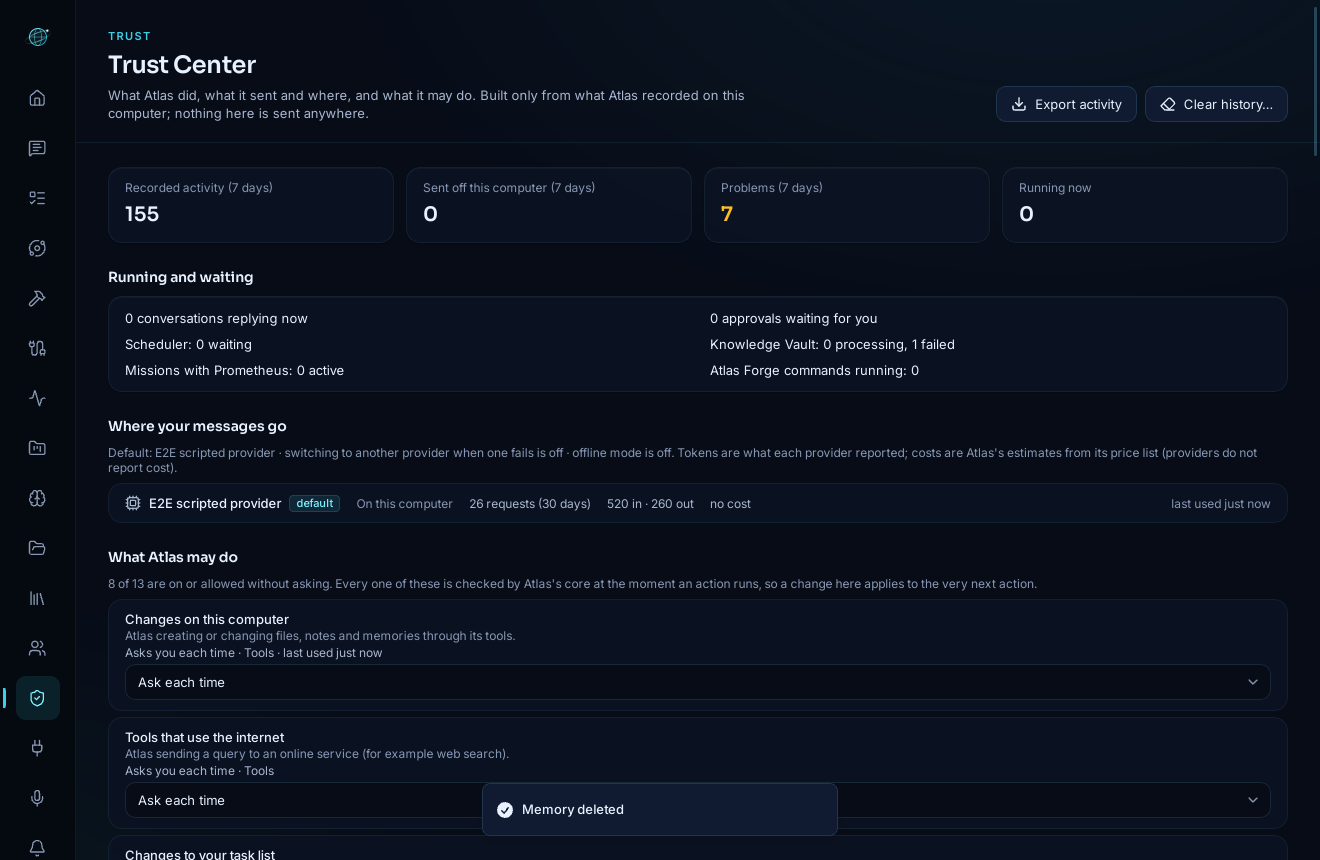 TRUST
Trust Center
What Atlas did, what it sent and where, and what it may do. Built only from what Atlas recorded on this
computer; nothing here is sent anywhere.
Export activity
Clear history...
Recorded activity (7 days)
155
Sent off this computer (7 days)
0
Problems (7 days)
7
Running now
0
Running and waiting
0 conversations replying now
0 approvals waiting for you
Scheduler: 0 waiting
Knowledge Vault: 0 processing, 1 failed
Missions with Prometheus: 0 active
Atlas Forge commands running: 0
Where your messages go
Default: E2E scripted provider · switching to another provider when one fails is off · offline mode is off. Tokens are what each provider reported; costs are Atlas's estimates from its price list (providers do not
report cost).
E2E scripted provider default On this computer 26 requests (30 days) 520 in · 260 out no cost last used just now
What Atlas may do
8 of 13 are on or allowed without asking. Every one of these is checked by Atlas's core at the moment an action runs, so a change here applies to the very next action.
Changes on this computer
Atlas creating or changing files, notes and memories through its tools.
Asks you each time · Tools · last used just now
Ask each time
Tools that use the internet
Atlas sending a query to an online service (for example web search).
Asks you each time · Tools
Ask each time
Memory deleted
Changes to your task list